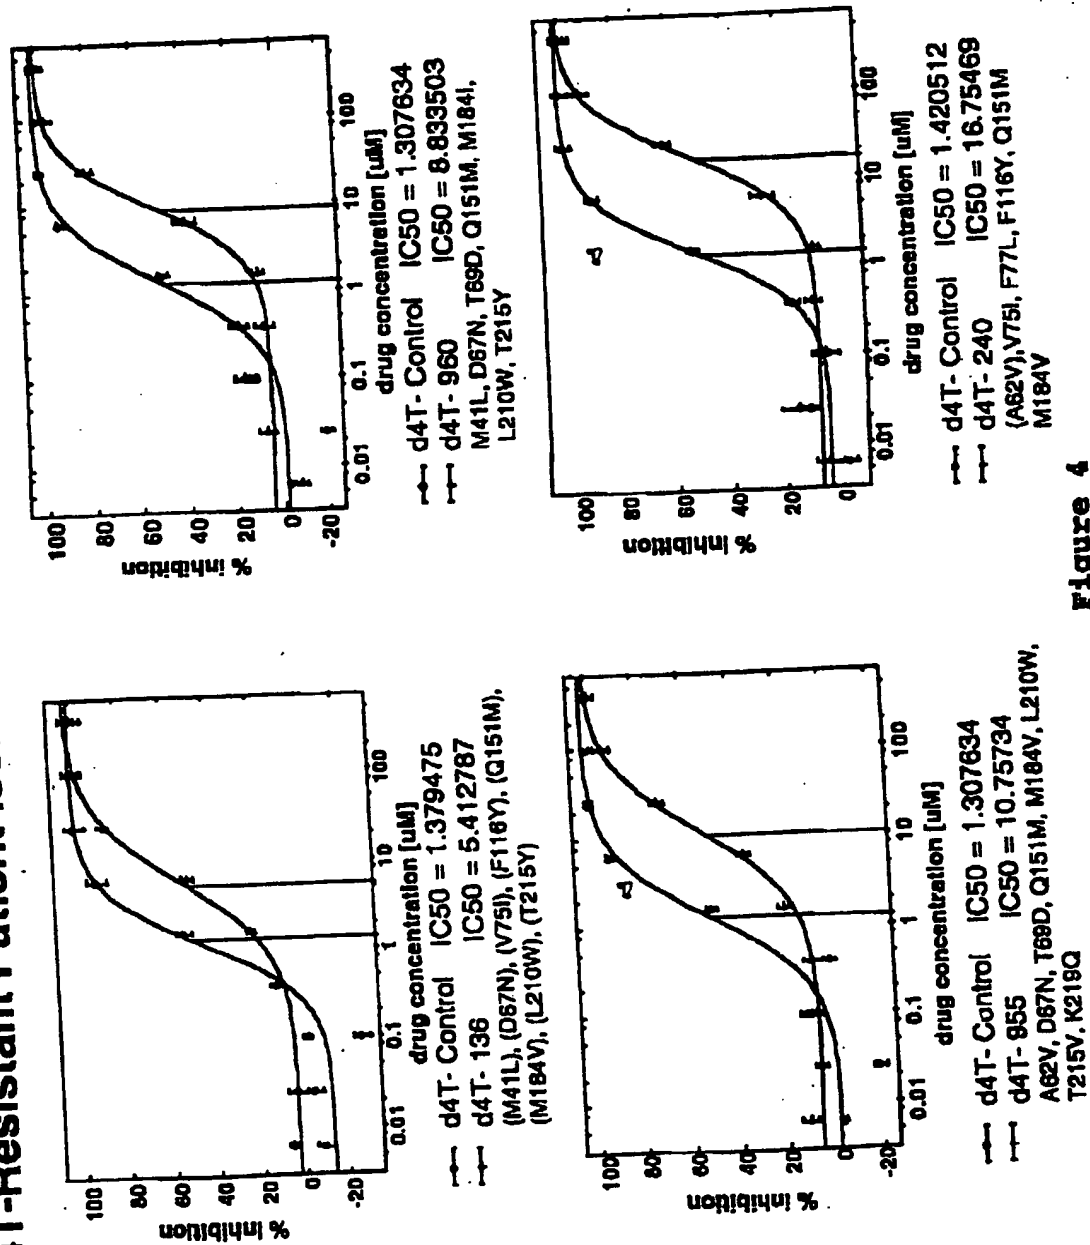 T-Resistant Patient
% inhibition
100
80
60
40
20
0
0.01 0.1 1 10 100
drug concentration [uM]
d4T- Control IC50 = 1.379475
d4T- 136 IC50 = 5.412787
(M41L), (D67N), (V75I), (F116Y), (Q151M),
(M184V), (L210W), (T215Y)
% inhibition
100
80
60
40
20
0
-20
0.01 0.1 1 10 100
drug concentration [uM]
d4T- Control IC50 = 1.307634
d4T- 960 IC50 = 8.833503
M41L, D67N, T69D, Q151M, M184I,
L210W, T215Y
% inhibition
100
80
60
40
20
0
-20
0.01 0.1 1 10 100
drug concentration [uM]
d4T- Control IC50 = 1.307634
d4T- 955 IC50 = 10.75734
A62V, D67N, T69D, Q151M, M184V, L210W,
T215V, K219Q
% inhibition
100
80
60
40
20
0
0.01 0.1 1 10 100
drug concentration [uM]
d4T- Control IC50 = 1.420512
d4T- 240 IC50 = 16.75469
(A62V),V75I, F77L, F116Y, Q151M
M184V
Figure 4